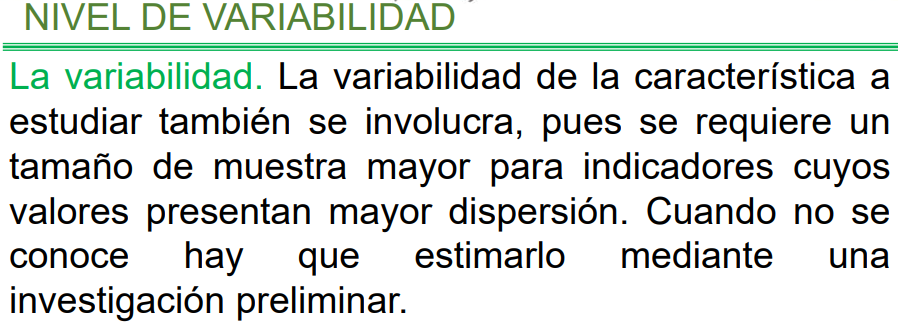 NIVEL DE VARIABILIDAD
La variabilidad. La variabilidad de la característica a
estudiar también se involucra, pues se requiere un
tamaño de muestra mayor para indicadores cuyos
valores presentan mayor dispersión. Cuando no se
conoce hay que estimarlo mediante una
investigación preliminar.